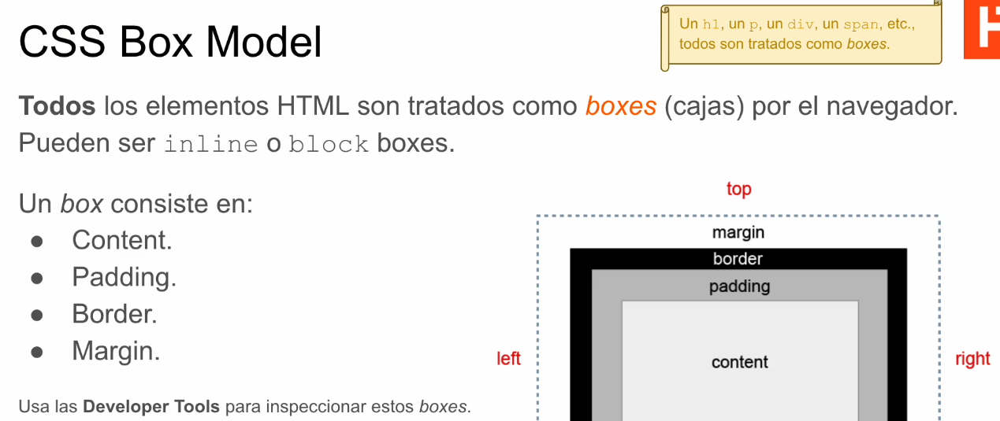 CSS Box Model
Un h1, un p, un div, un span, etc.,
todos son tratados como boxes.
H
Todos los elementos HTML son tratados como boxes (cajas) por el navegador.
Pueden ser inline o block boxes.
Un box consiste en:
● Content.
● Padding.
● Border.
● Margin.
Usa las Developer Tools para inspeccionar estos boxes.
top
margin
border
padding
left
content
right